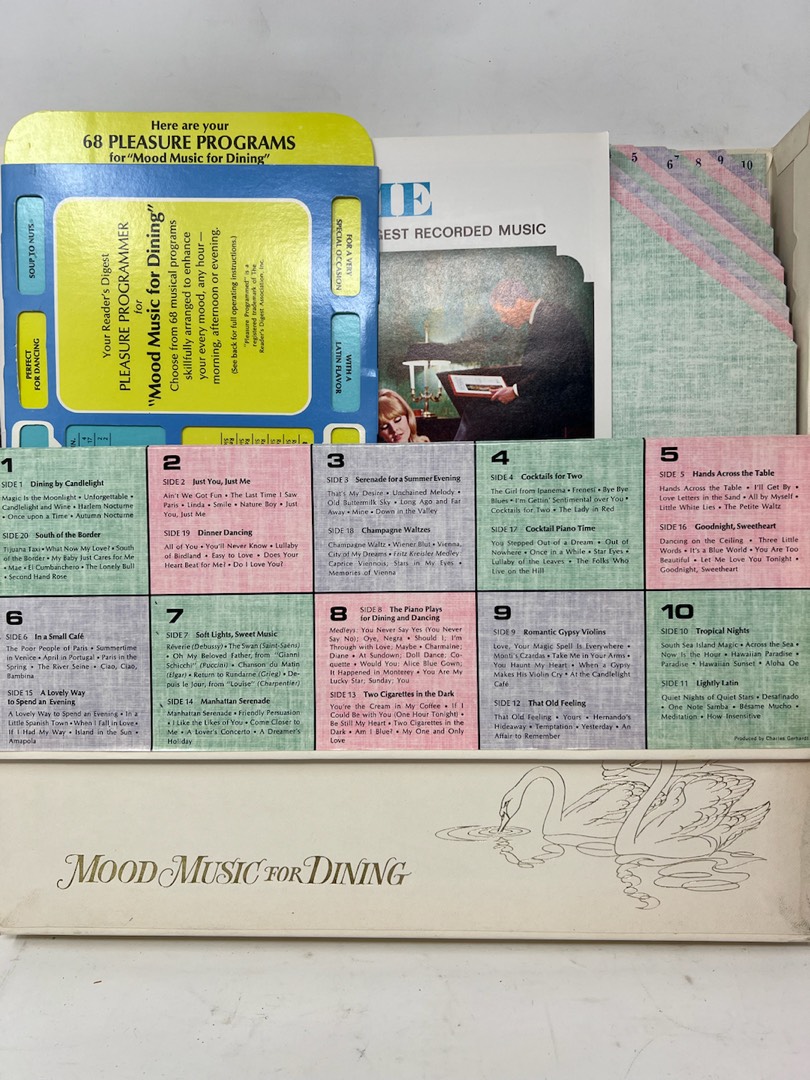 Here are your
68 PLEASURE PROGRAMS
for "Mood Music for Dining"
SOUP TO NUTS
PERFECT
FOR DANCING
Your Reader's Digest
PLEASURE PROGRAMMER
for
"Mood Music for Dining"
Choose from 68 musical programs
skillfully arranged to enhance
your every mood, any hour—
morning, afternoon or evening.
(See back for full operating instructions.)
"Pleasure Programmed" is a
registered trademark of The
Reader's Digest Association, Inc.
FOR A VERY
SPECIAL OCCASION
WITH A
LATIN FLAVOR
GEST RECORDED MUSIC
5 6 7 8 9 10
1
SIDE 1 Dining by Candlelight
Magic Is the Moonlight • Unforgettable •
Candlelight and Wine • Harlem Nocturne
• Once upon a Time • Autumn Nocturne
SIDE 20 South of the Border
Tijuana Taxi • What Now My Love? • South
of the Border • My Baby Just Cares for Me
• Mae • El Cumbanchero • The Lonely Bull
• Second Hand Rose
2
SIDE 2 Just You, Just Me
Ain't We Got Fun • The Last Time I Saw
Paris • Linda • Smile • Nature Boy • Just
You, Just Me
SIDE 19 Dinner Dancing
All of You • You'll Never Know • Lullaby
of Birdland • Easy to Love • Does Your
Heart Beat for Me? • Do I Love You?
3
SIDE 3 Serenade for a Summer Evening
That's My Desire • Unchained Melody •
Old Buttermilk Sky • Long Ago and Far
Away • Mine • Down in the Valley
SIDE 18 Champagne Waltzes
Champagne Waltz • Wiener Blut • Vienna,
City of My Dreams • Fritz Kreisler Medley
Caprice Viennois, Stars in My Eyes •
Memories of Vienna
4
SIDE 4 Cocktails for Two
The Girl from Ipanema • Frenesi • Bye Bye
Blues • I'm Gettin' Sentimental over You •
Cocktails for Two • The Lady in Red
SIDE 17 Cocktail Piano Time
You Stepped Out of a Dream • Out of
Nowhere • Once in a While • Star Eyes •
Lullaby of the Leaves • The Folks Who
Live on the Hill
5
SIDE 5 Hands Across the Table
Hands Across the Table • I'll Get By •
Love Letters in the Sand • All by Myself •
Little White Lies • The Petite Waltz
SIDE 16 Goodnight, Sweetheart
Dancing on the Ceiling • Three Little
Words • It's a Blue World • You Are Too
Beautiful • Let Me Love You Tonight •
Goodnight, Sweetheart
6
SIDE 6 In a Small Café
The Poor People of Paris • Summertime
in Venice • April in Portugal • Paris in the
Spring • The River Seine • Ciao, Ciao,
Bambina
SIDE 15 A Lovely Way
to Spend an Evening
A Lovely Way to Spend an Evening • In a
Little Spanish Town • When I Fall in Love •
If I Had My Way • Island in the Sun •
Amapola
7
SIDE 7 Soft Lights, Sweet Music
Rêverie (Debussy) • The Swan (Saint-Saëns)
• Oh My Beloved Father, from "Gianni
Schicchi" (Puccini) • Chanson du Matin
(Elgar) • Return to Rundarne (Grieg) • De-
puis le Jour, from "Louise" (Charpentier)
SIDE 14 Manhattan Serenade
Manhattan Serenade • Friendly Persuasion
• I Like the Likes of You • Come Closer to
Me • A Lover's Concerto • A Dreamer's
Holiday
8
SIDE 8 The Piano Plays
for Dining and Dancing
Medleys: You Never Say Yes (You Never
Say No); Oye, Negra • Should I; I'm
Through with Love; Maybe • Charmaine;
Diane • At Sundown; Doll Dance; Co-
quette • Would You; Alice Blue Gown;
It Happened in Monterey • You Are My
Lucky Star; Sunday; You
SIDE 13 Two Cigarettes in the Dark
You're the Cream in My Coffee • If I
Could Be with You (One Hour Tonight) •
Be Still My Heart • Two Cigarettes in the
Dark • Am I Blue? • My One and Only
Love
9
SIDE 9 Romantic Gypsy Violins
Love, Your Magic Spell Is Everywhere •
Monti's Czardas • Take Me in Your Arms •
You Haunt My Heart • When a Gypsy
Makes His Violin Cry • At the Candlelight
Café
SIDE 12 That Old Feeling
That Old Feeling • Yours • Hernando's
Hideaway • Temptation • Yesterday • An
Affair to Remember
10
SIDE 10 Tropical Nights
South Sea Island Magic • Across the Sea •
Now Is the Hour • Hawaiian Paradise •
Paradise • Hawaiian Sunset • Aloha Oe
SIDE 11 Lightly Latin
Quiet Nights of Quiet Stars • Desafinado
• One Note Samba • Bésame Mucho •
Meditation • How Insensitive
Produced by Charles Gerhardt
MOOD MUSIC FOR DINING